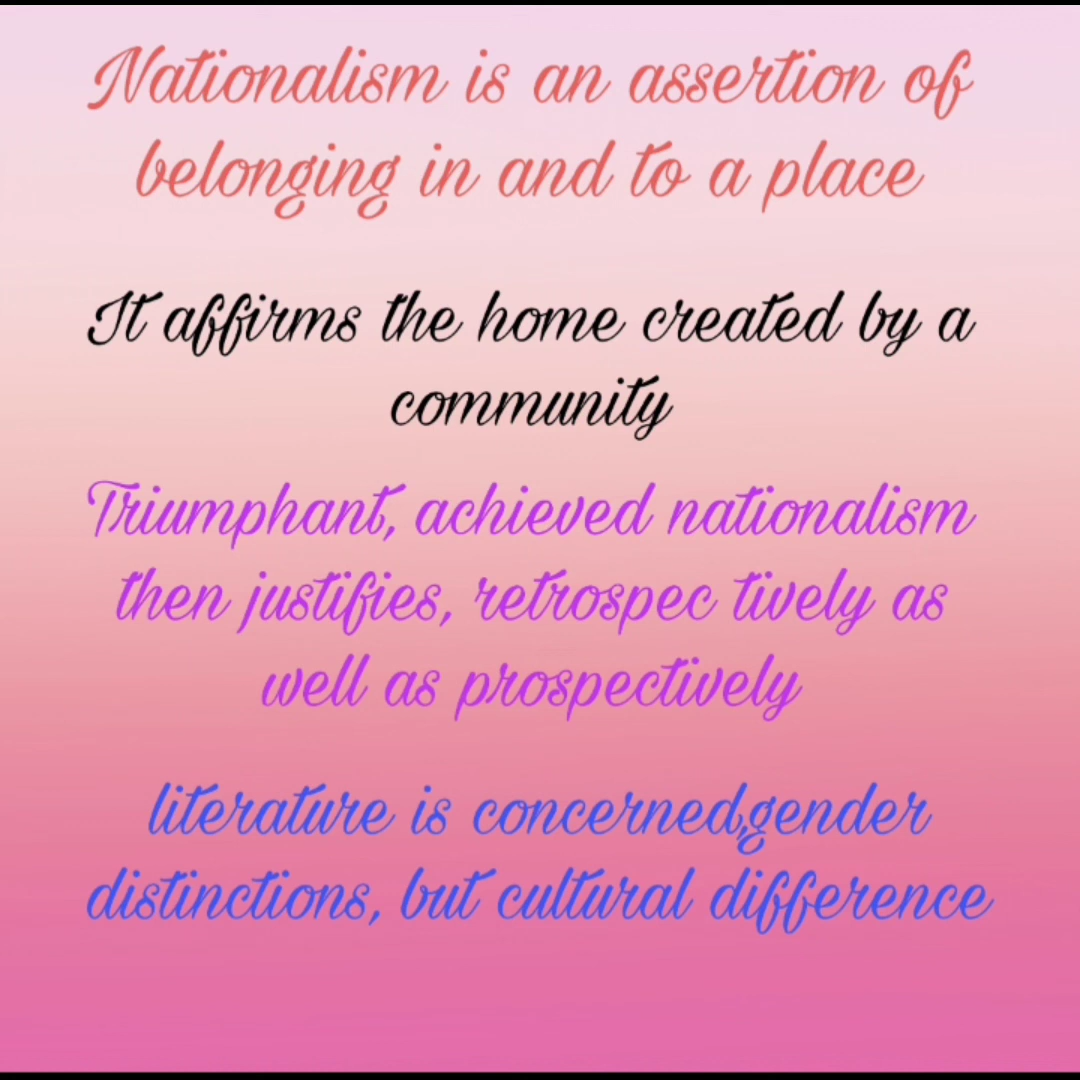 Nationalism is an assertion of
belonging in and to a place
It affirms the home created by a
community
Triumphant, achieved nationalism
then justifies, retrospec tively as
well as prospectively
literature is concerned,gender
distinctions, but cultural difference